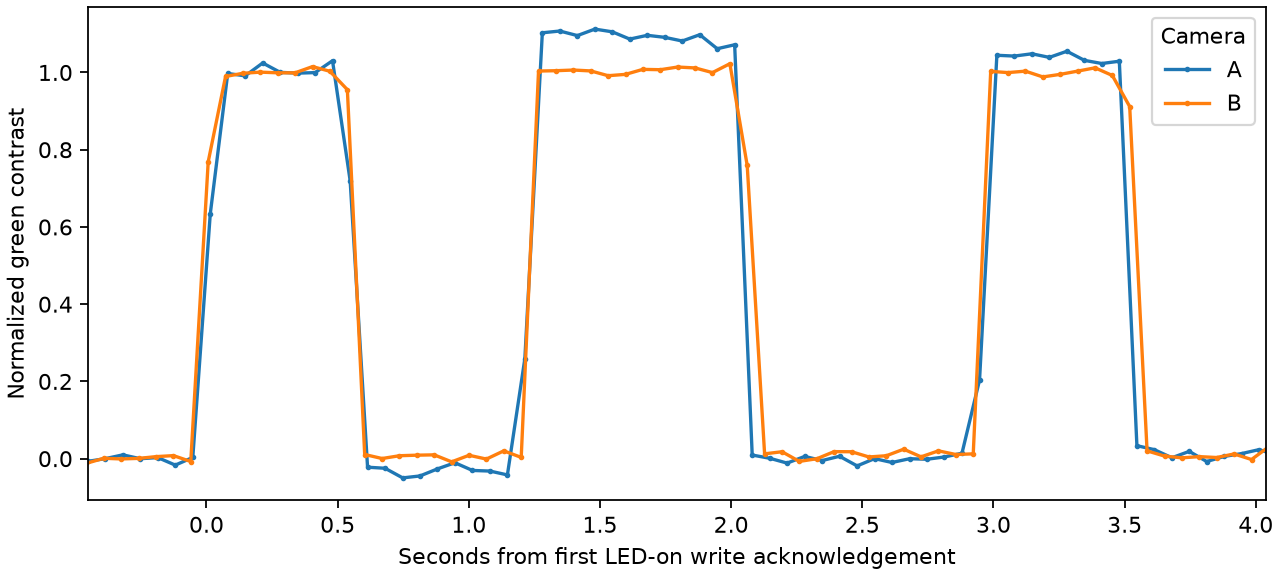 Normalized green contrast
1.0
0.8
0.6
0.4
0.2
0.0
Camera
A
B
0.0 0.5 1.0 1.5 2.0 2.5 3.0 3.5 4.0
Seconds from first LED-on write acknowledgement